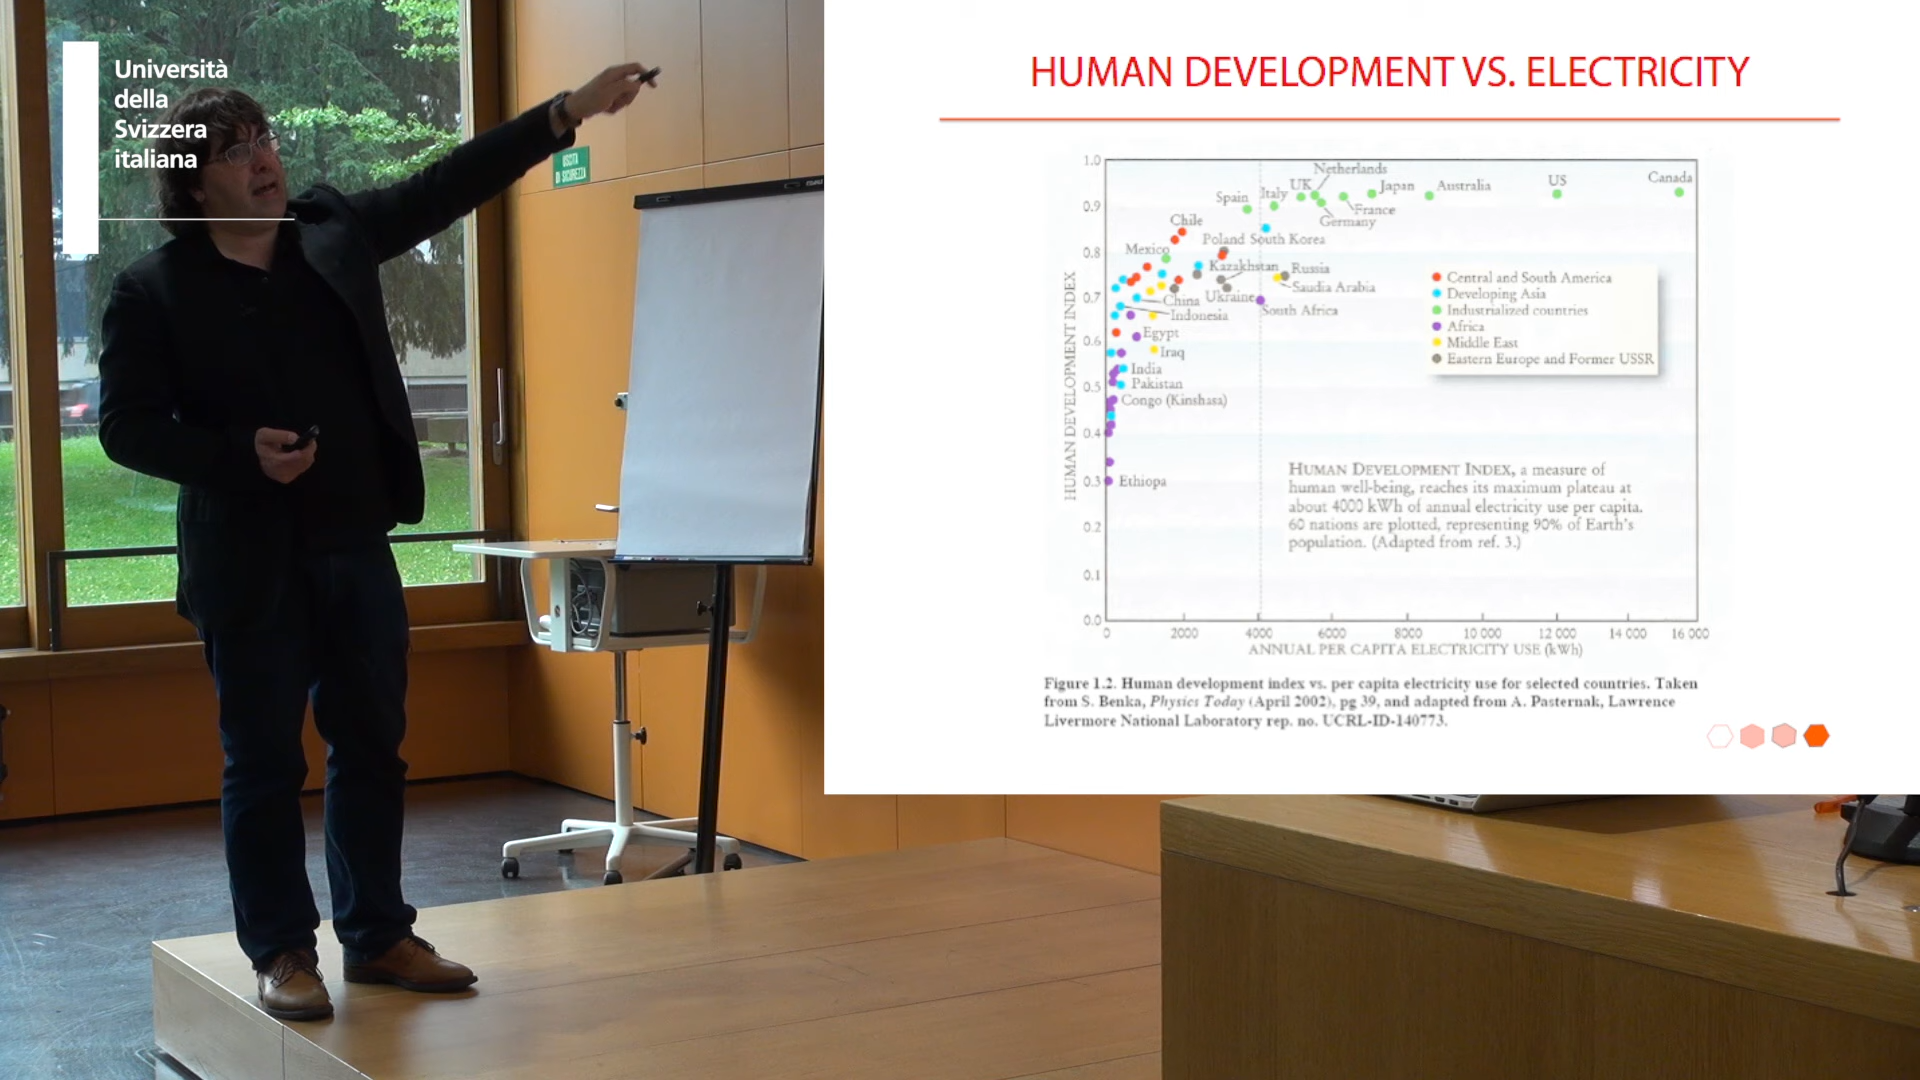 Università
della
Svizzera
italiana
USCITA
DI SICUREZZA
HUMAN DEVELOPMENT VS. ELECTRICITY
1.0
0.9
0.8
0.7
0.6
0.5
0.4
0.3
0.2
0.1
0.0
HUMAN DEVELOPMENT INDEX
Netherlands
UK
Spain
Italy
Japan
Australia
US
Canada
France
Germany
Chile
Poland
South Korea
Mexico
Kazakhstan
Russia
Saudia Arabia
China
Ukraine
South Africa
Indonesia
Egypt
Iraq
India
Pakistan
Congo (Kinshasa)
Ethiopa
Central and South America
Developing Asia
Industrialized countries
Africa
Middle East
Eastern Europe and Former USSR
HUMAN DEVELOPMENT INDEX, a measure of
human well-being, reaches its maximum plateau at
about 4000 kWh of annual electricity use per capita.
60 nations are plotted, representing 90% of Earth's
population. (Adapted from ref. 3.)
0 2000 4000 6000 8000 10 000 12 000 14 000 16 000
ANNUAL PER CAPITA ELECTRICITY USE (kWh)
Figure 1.2. Human development index vs. per capita electricity use for selected countries. Taken
from S. Benka, Physics Today (April 2002), pg 39, and adapted from A. Pasternak, Lawrence
Livermore National Laboratory rep. no. UCRL-ID-140773.